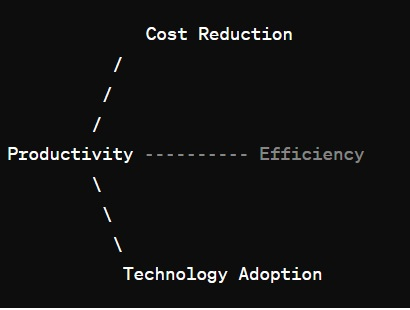 Cost Reduction
/
/
/
Productivity ---------- Efficiency
\
\
\
Technology Adoption